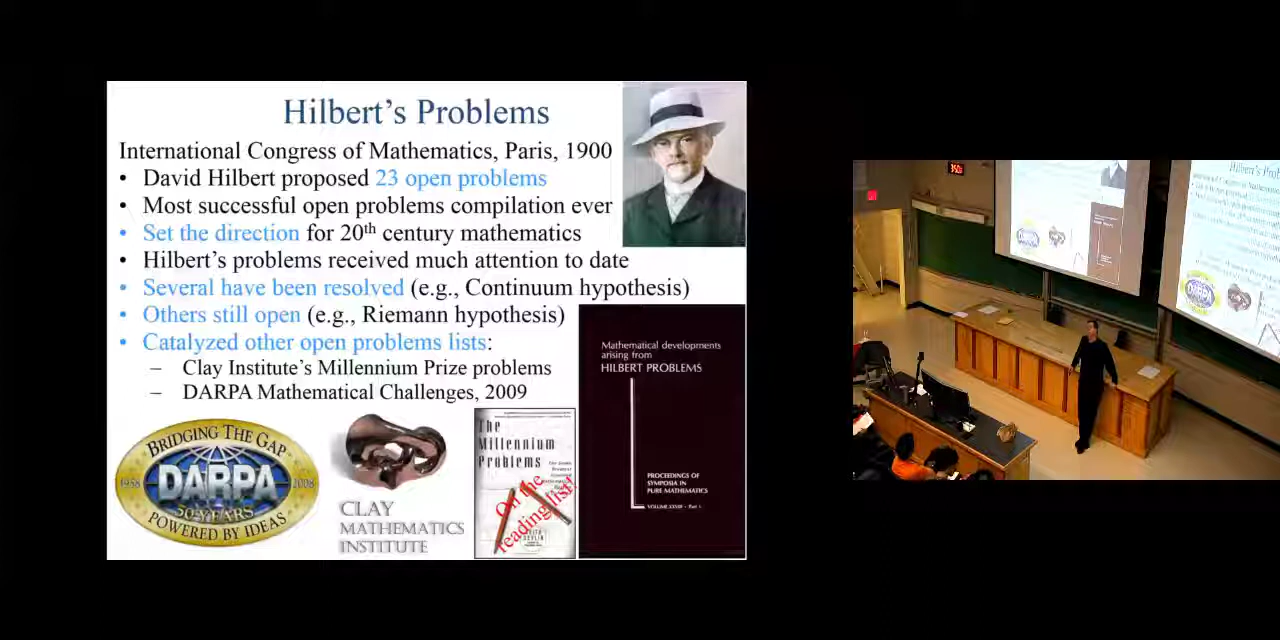 Hilbert's Problems
International Congress of Mathematics, Paris, 1900
• David Hilbert proposed 23 open problems
• Most successful open problems compilation ever
• Set the direction for 20th century mathematics
• Hilbert's problems received much attention to date
• Several have been resolved (e.g., Continuum hypothesis)
• Others still open (e.g., Riemann hypothesis)
• Catalyzed other open problems lists:
– Clay Institute's Millennium Prize problems
– DARPA Mathematical Challenges, 2009
BRIDGING THE GAP
1958 DARPA 2008
50 YEARS
POWERED BY IDEAS
CLAY
MATHEMATICS
INSTITUTE
The
Millennium
Problems
On the
reading list!
Mathematical developments
arising from
HILBERT PROBLEMS
PROCEEDINGS OF
SYMPOSIA IN
PURE MATHEMATICS
DARPA